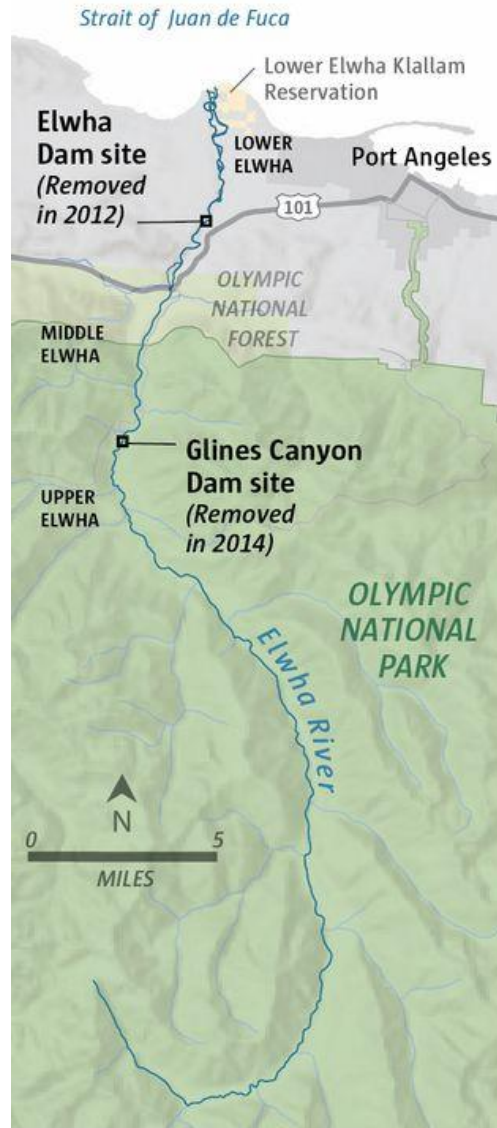 Strait of Juan de Fuca
Lower Elwha Klallam
Reservation
Elwha
Dam site
(Removed
in 2012)
LOWER
ELWHA
Port Angeles
101
OLYMPIC
NATIONAL
FOREST
MIDDLE
ELWHA
Glines Canyon
Dam site
(Removed
in 2014)
UPPER
ELWHA
OLYMPIC
NATIONAL
PARK
Elwha River
N
0 5
MILES